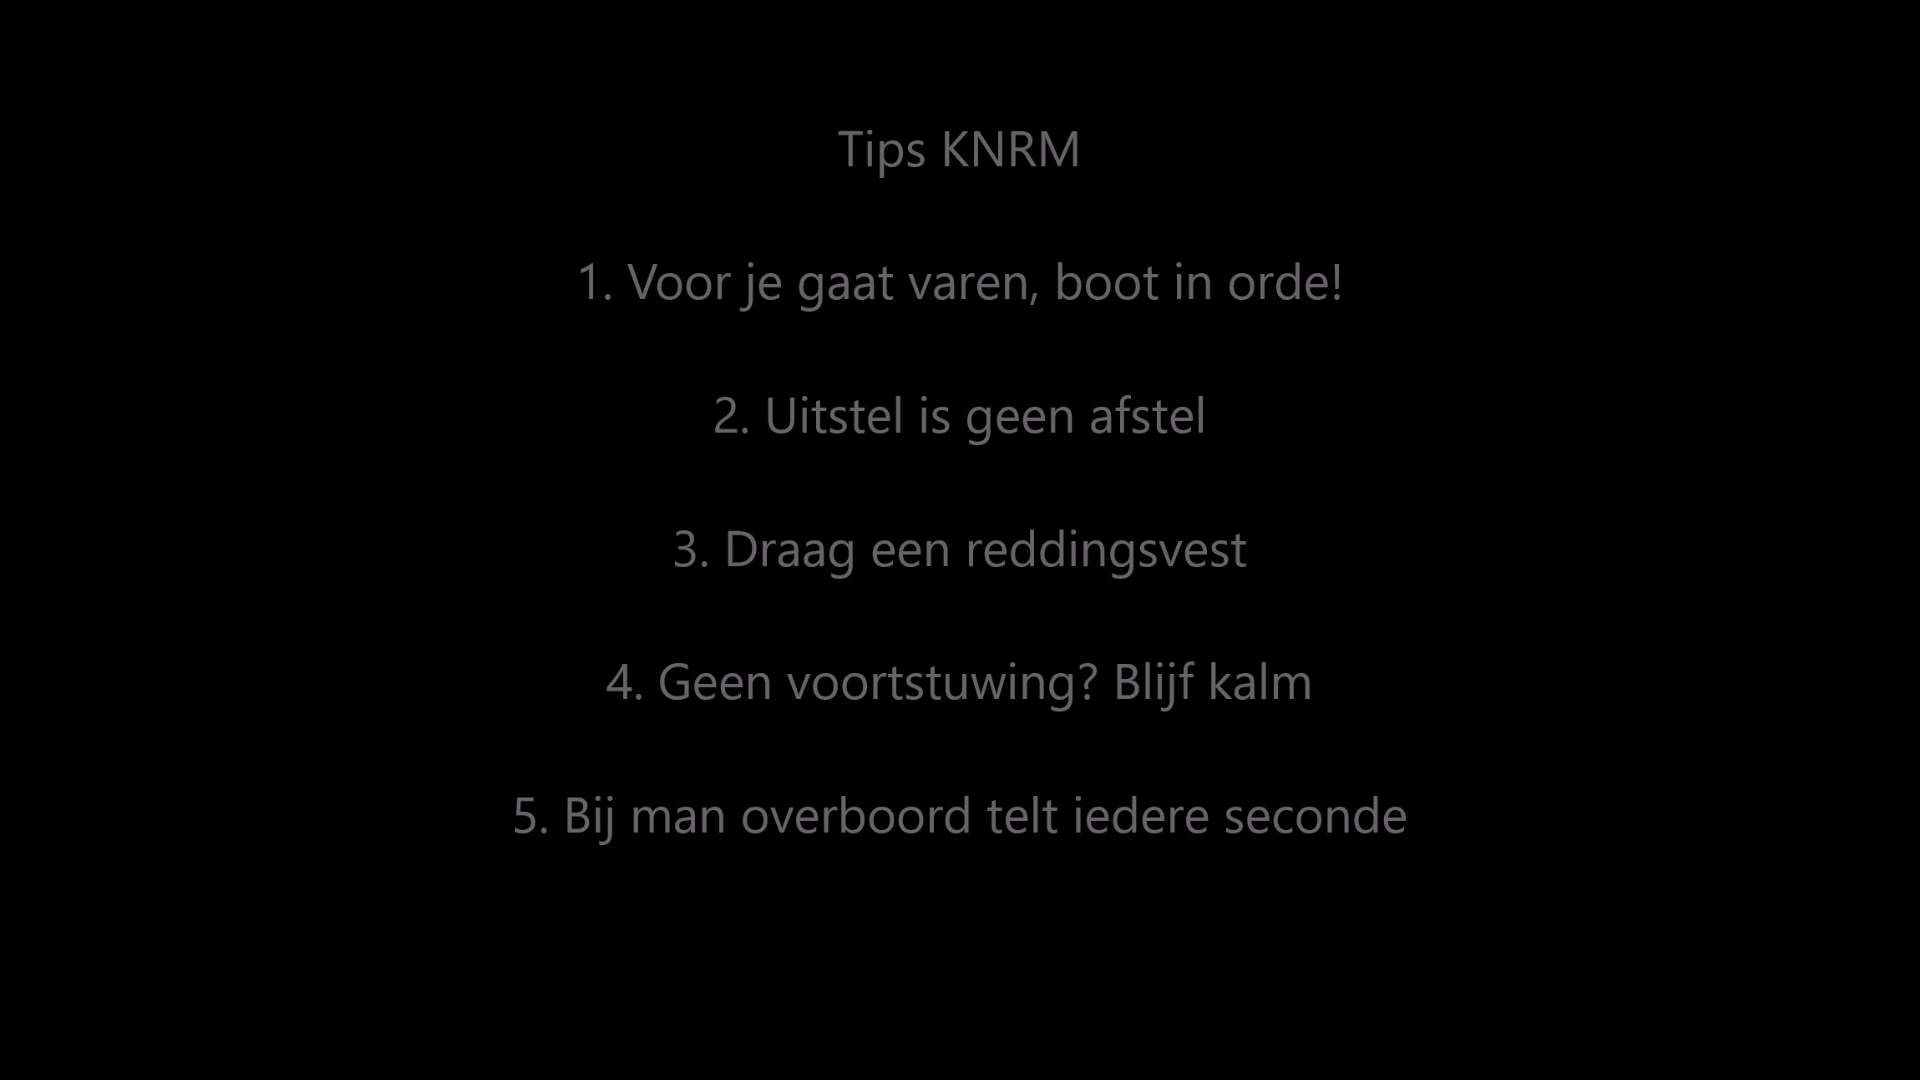 Tips KNRM
1. Voor je gaat varen, boot in orde!
2. Uitstel is geen afstel
3. Draag een reddingsvest
4. Geen voortstuwing? Blijf kalm
5. Bij man overboord telt iedere seconde